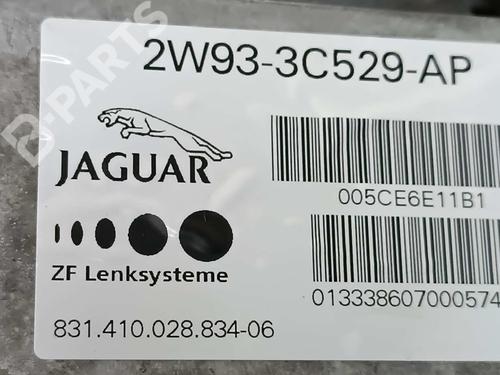 2W93-3C529-AP
JAGUAR
005CE6E11B1
ZF Lenksysteme
013338607000574
831.410.028.834-06
B-PARTS